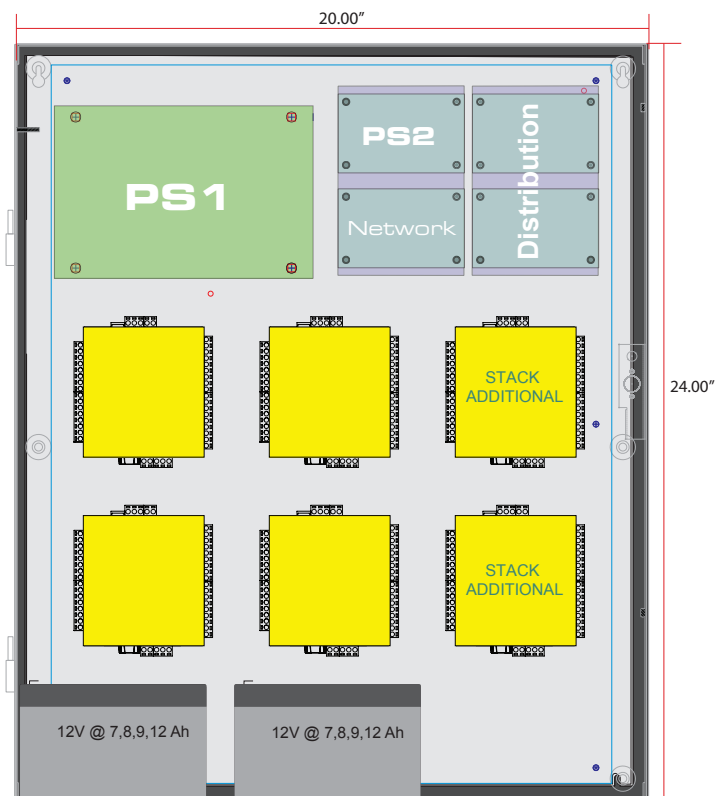 20.00”
PS1
PS2
Network
Distribution
24.00”
STACK
ADDITIONAL
STACK
ADDITIONAL
12V @ 7,8,9,12 Ah
12V @ 7,8,9,12 Ah